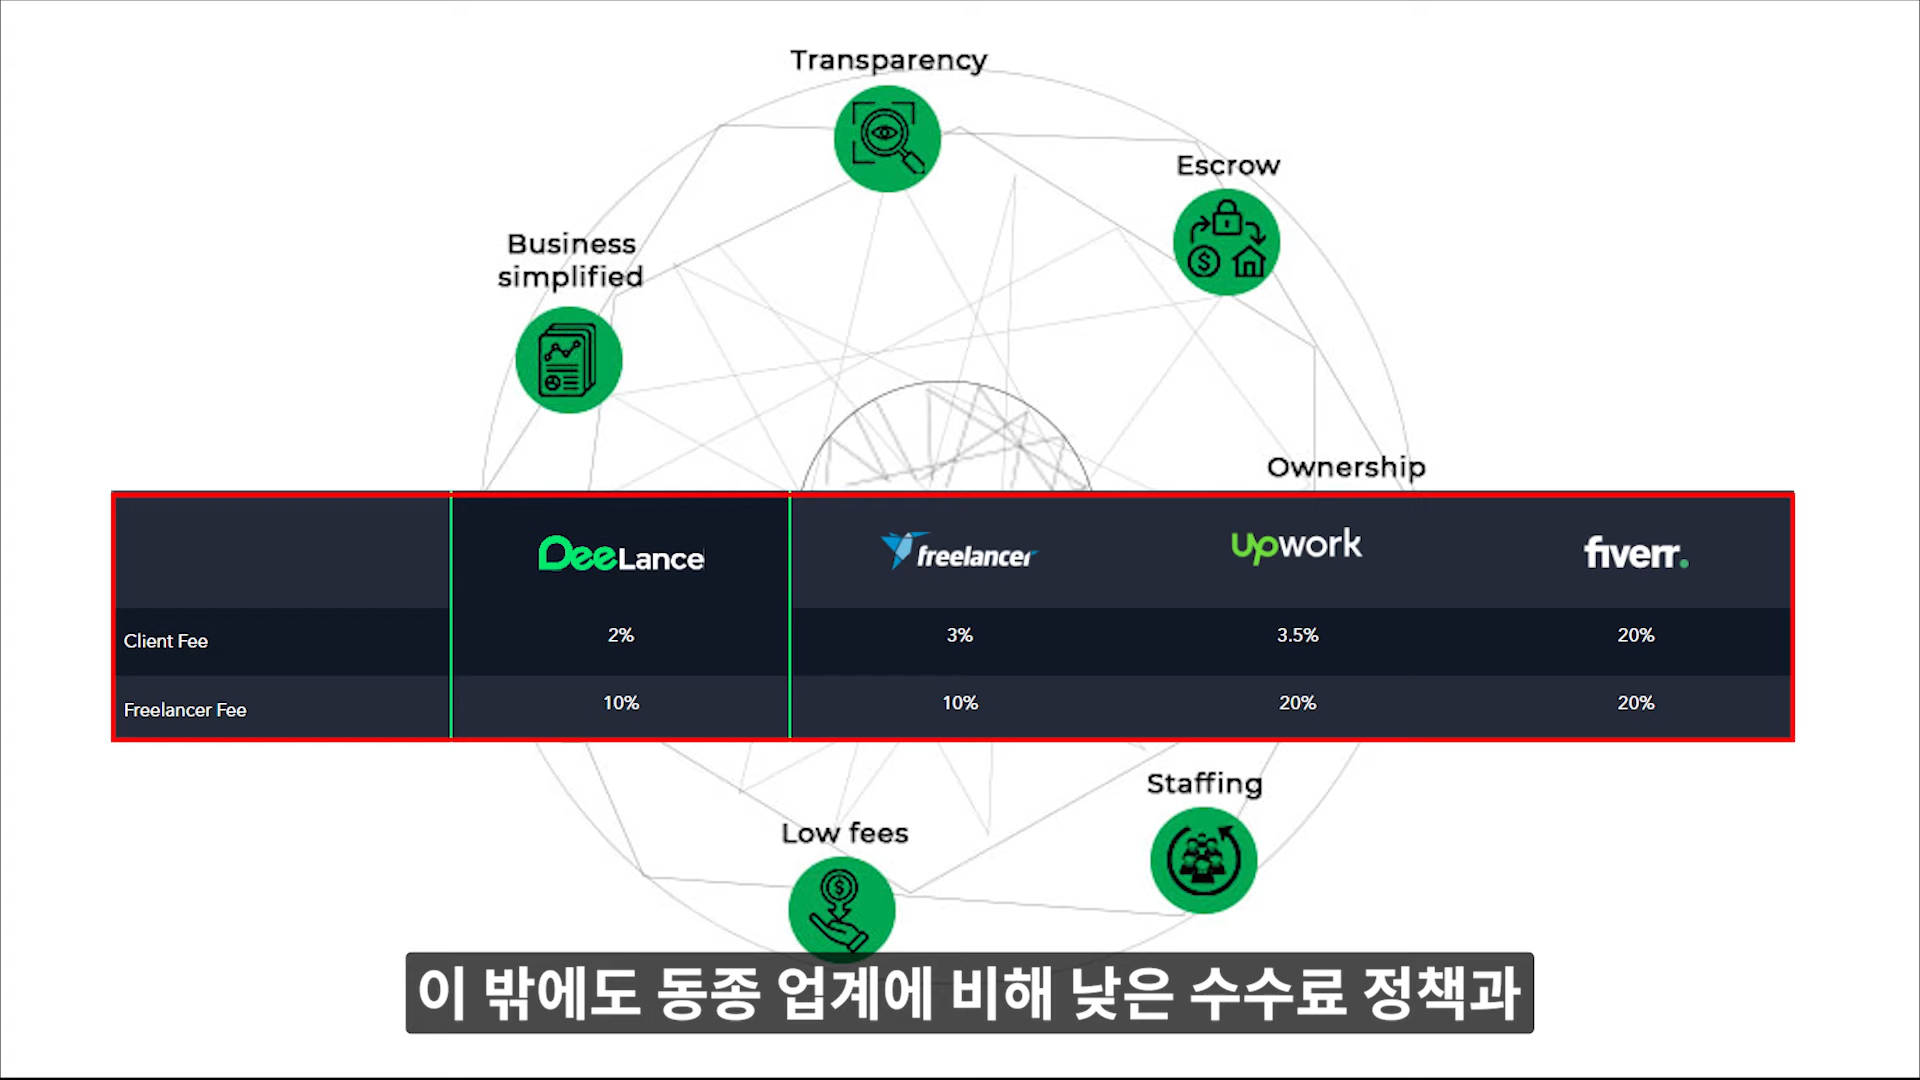 Transparency
Escrow
Business
simplified
Ownership
DeeLance freelancer upwork fiverr.
Client Fee 2% 3% 3.5% 20%
Freelancer Fee 10% 10% 20% 20%
Staffing
Low fees
이 밖에도 동종 업계에 비해 낮은 수수료 정책과